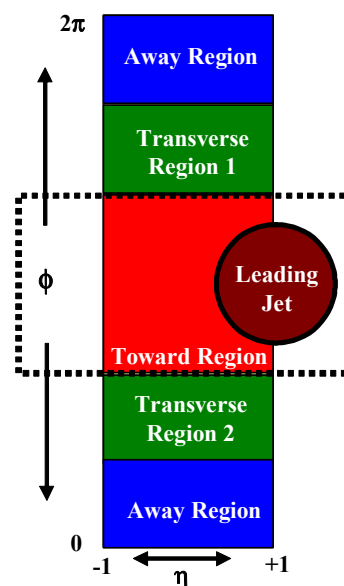 2π
Away Region
Transverse
Region 1
ϕ
Leading
Jet
Toward Region
Transverse
Region 2
Away Region
0
-1
η
+1